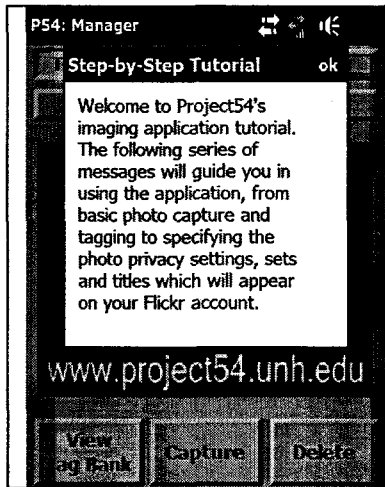 P54: Manager
Step-by-Step Tutorial ok
Welcome to Project54's
imaging application tutorial.
The following series of
messages will guide you in
using the application, from
basic photo capture and
tagging to specifying the
photo privacy settings, sets
and titles which will appear
on your Flickr account.
www.project54.unh.edu
View
ag Bank
Capture
Delete